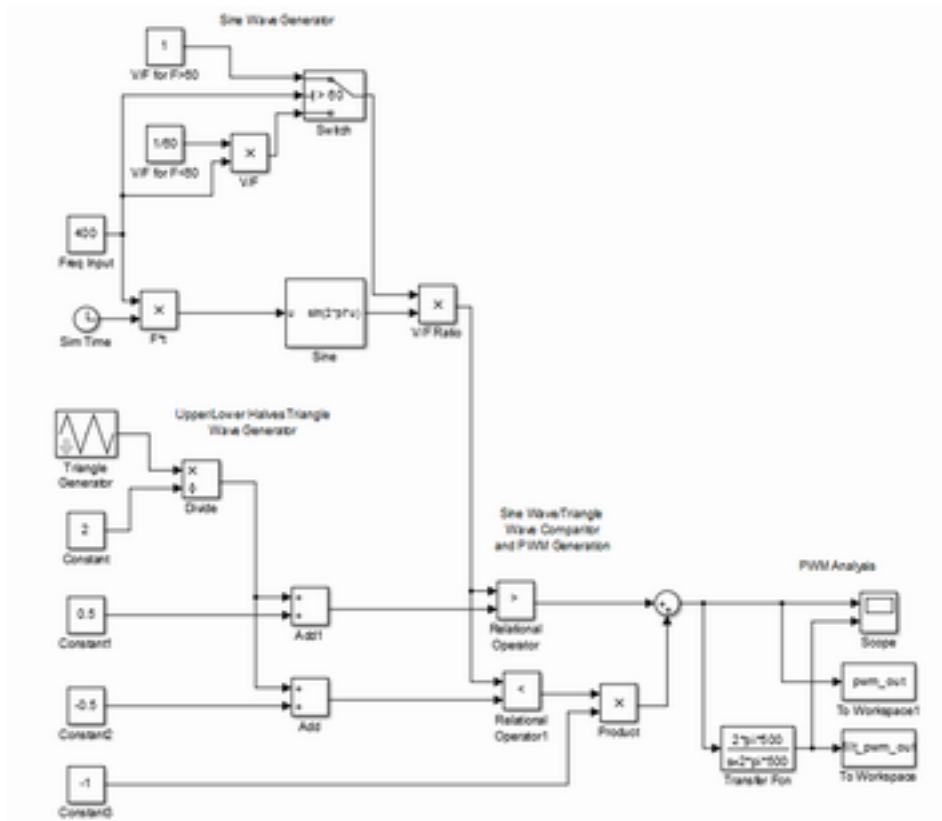 Sine Wave Generator
1
V/F for F>60
> 60
Switch
1/60
V/F for F<60
×
V/F
400
Freq Input
Sim Time
×
F*t
u sin(2*pi*u)
Sine
×
V/F Ratio
Upper/Lower Halves Triangle
Wave Generator
Triangle
Generator
×
÷
Divide
2
Constant
Sine Wave/Triangle
Wave Comparitor
and PWM Generation
PWM Analysis
0.5
Constant1
+
+
Add1
>
Relational
Operator
Scope
-0.5
Constant2
+
+
Add
<
Relational
Operator1
×
Product
pwm_out
To Workspace1
2*pi*500
s+2*pi*500
Transfer Fcn
filt_pwm_out
To Workspace
-1
Constant3